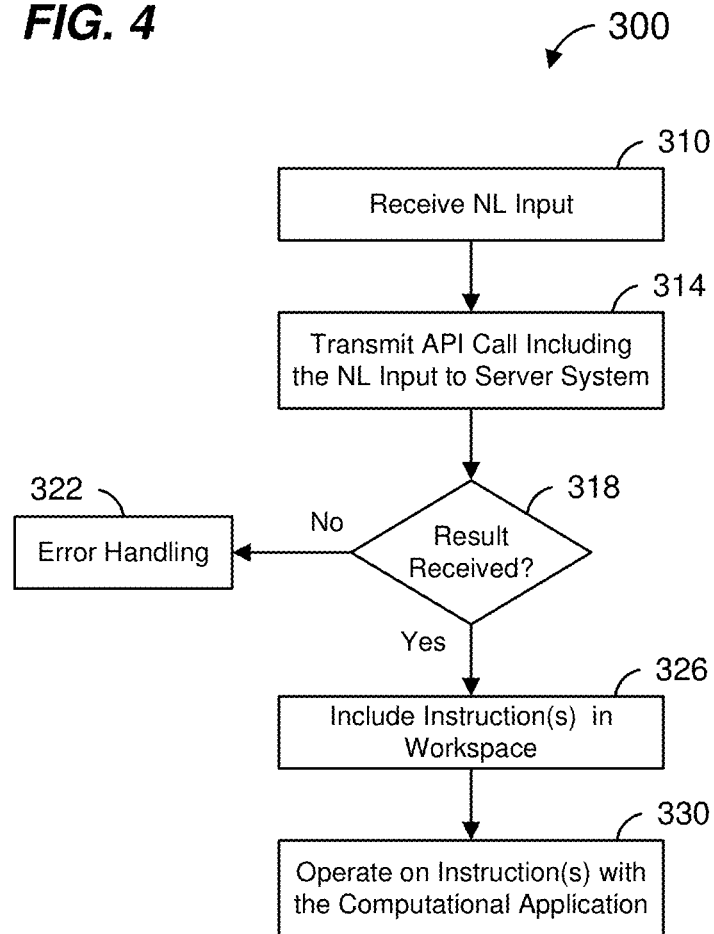 FIG. 4
300
310
Receive NL Input
314
Transmit API Call Including
the NL Input to Server System
318
Result
Received?
No
322
Error Handling
Yes
326
Include Instruction(s) in
Workspace
330
Operate on Instruction(s) with
the Computational Application